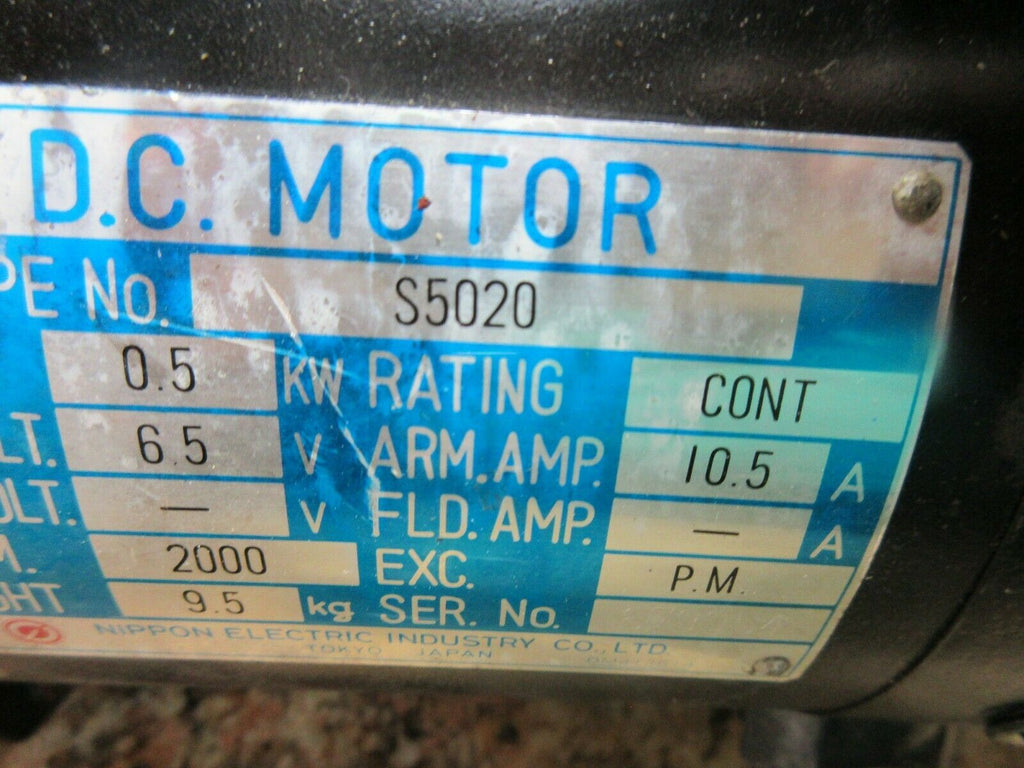 D.C. MOTOR
PE No. S5020
0.5 KW RATING CONT
LT. 6.5 V ARM.AMP. 10.5 A
OLT. — V FLD.AMP. — A
M. 2000 EXC. P.M.
GHT 9.5 kg SER. No.
NIPPON ELECTRIC INDUSTRY CO., LTD.
TOKYO JAPAN